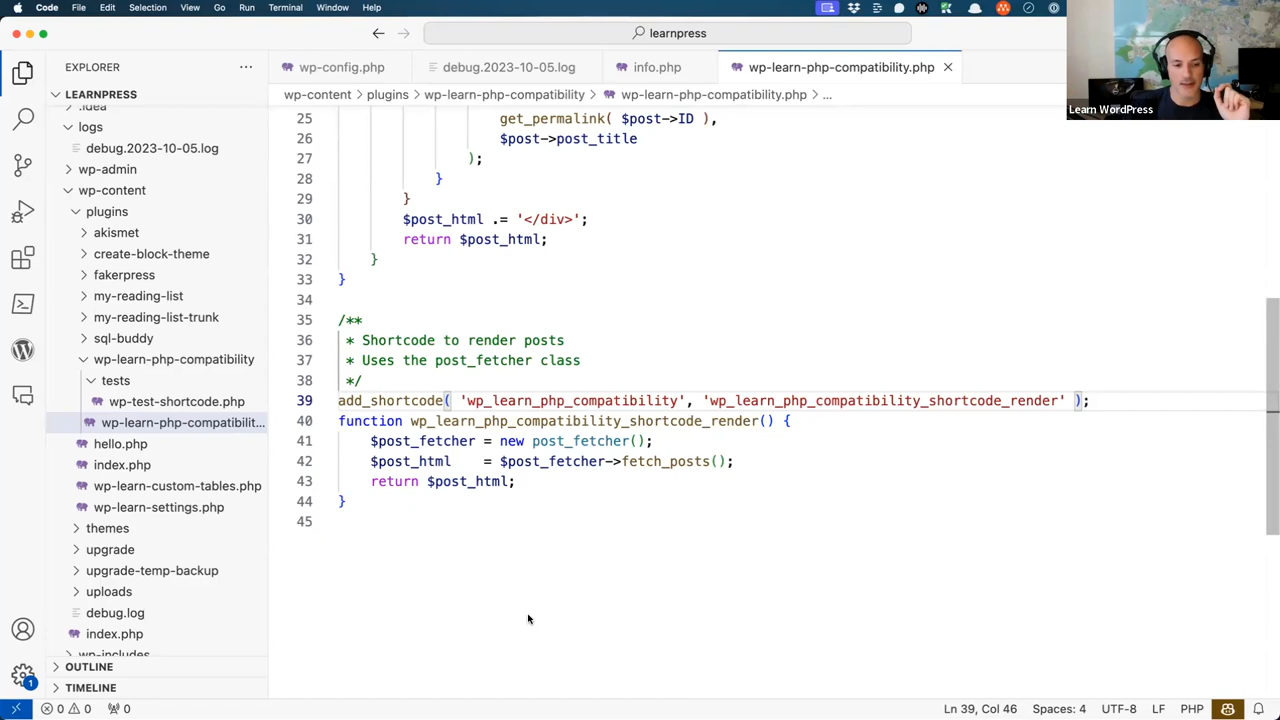 Code File Edit Selection View Go Run Terminal Window Help
learnpress
EXPLORER
wp-config.php
debug.2023-10-05.log
info.php
wp-learn-php-compatibility.php
Learn WordPress
wp-content > plugins > wp-learn-php-compatibility > wp-learn-php-compatibility.php > ...
LEARNPRESS
.idea
logs
debug.2023-10-05.log
wp-admin
wp-content
plugins
akismet
create-block-theme
fakerpress
my-reading-list
my-reading-list-trunk
sql-buddy
wp-learn-php-compatibility
tests
wp-test-shortcode.php
wp-learn-php-compatibilit...
hello.php
index.php
wp-learn-custom-tables.php
wp-learn-settings.php
themes
upgrade
upgrade-temp-backup
uploads
debug.log
index.php
wp-includes
OUTLINE
TIMELINE
25 get_permalink( $post->ID ),
26 $post->post_title
27 );
28 }
29 }
30 $post_html .= '</div>';
31 return $post_html;
32 }
33 }
34
35 /**
36 * Shortcode to render posts
37 * Uses the post_fetcher class
38 */
39 add_shortcode( 'wp_learn_php_compatibility', 'wp_learn_php_compatibility_shortcode_render' );
40 function wp_learn_php_compatibility_shortcode_render() {
41 $post_fetcher = new post_fetcher();
42 $post_html = $post_fetcher->fetch_posts();
43 return $post_html;
44 }
45
1
0 0 0
Ln 39, Col 46 Spaces: 4 UTF-8 LF PHP